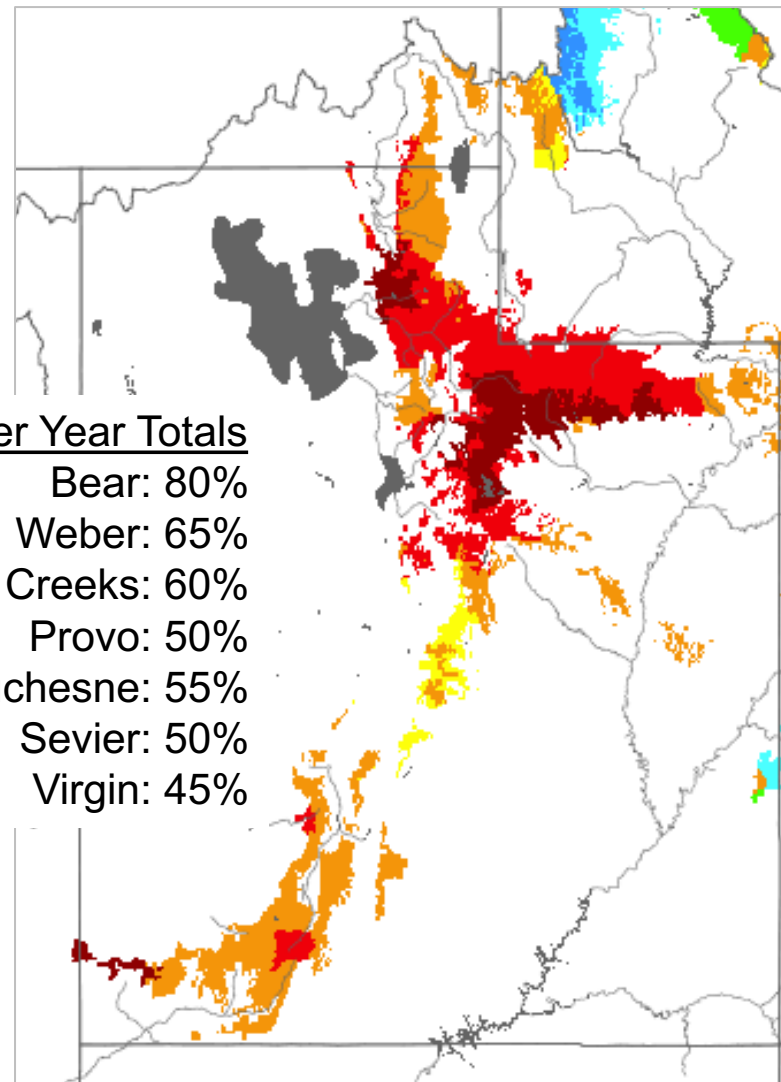 er Year Totals
Bear: 80%
Weber: 65%
Creeks: 60%
Provo: 50%
chesne: 55%
Sevier: 50%
Virgin: 45%